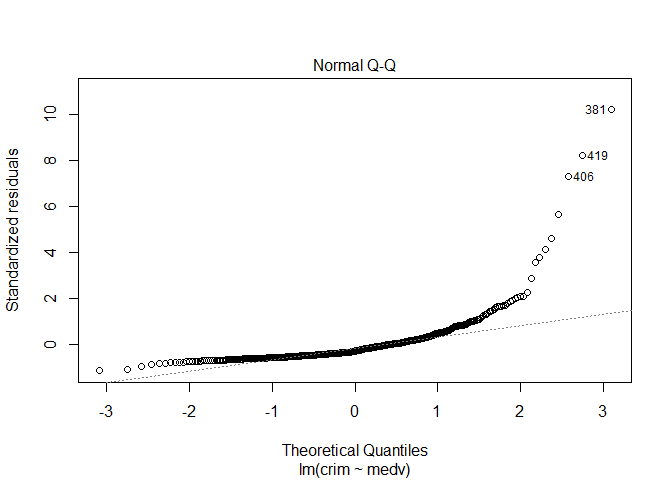 Normal Q-Q
Standardized residuals
10
8
6
4
2
0
381
419
406
-3 -2 -1 0 1 2 3
Theoretical Quantiles
lm(crim ~ medv)